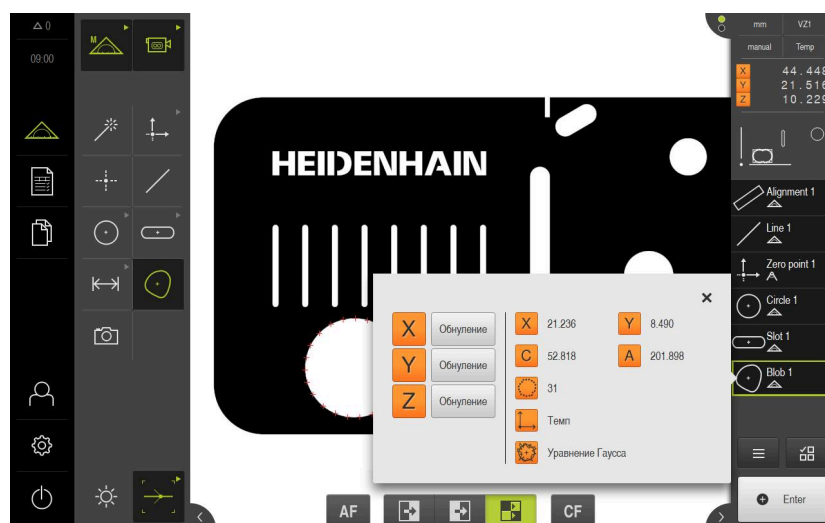 0
09:00
M
HEIDENHAIN
mm VZ1
manual Temp
X 44.448
Y 21.516
Z 10.229
Alignment 1
Line 1
Zero point 1
Circle 1
Slot 1
Blob 1
X Обнуление
Y Обнуление
Z Обнуление
X 21.236 Y 8.490
C 52.818 A 201.898
31
Темп
Уравнение Гаусса
AF CF
Enter